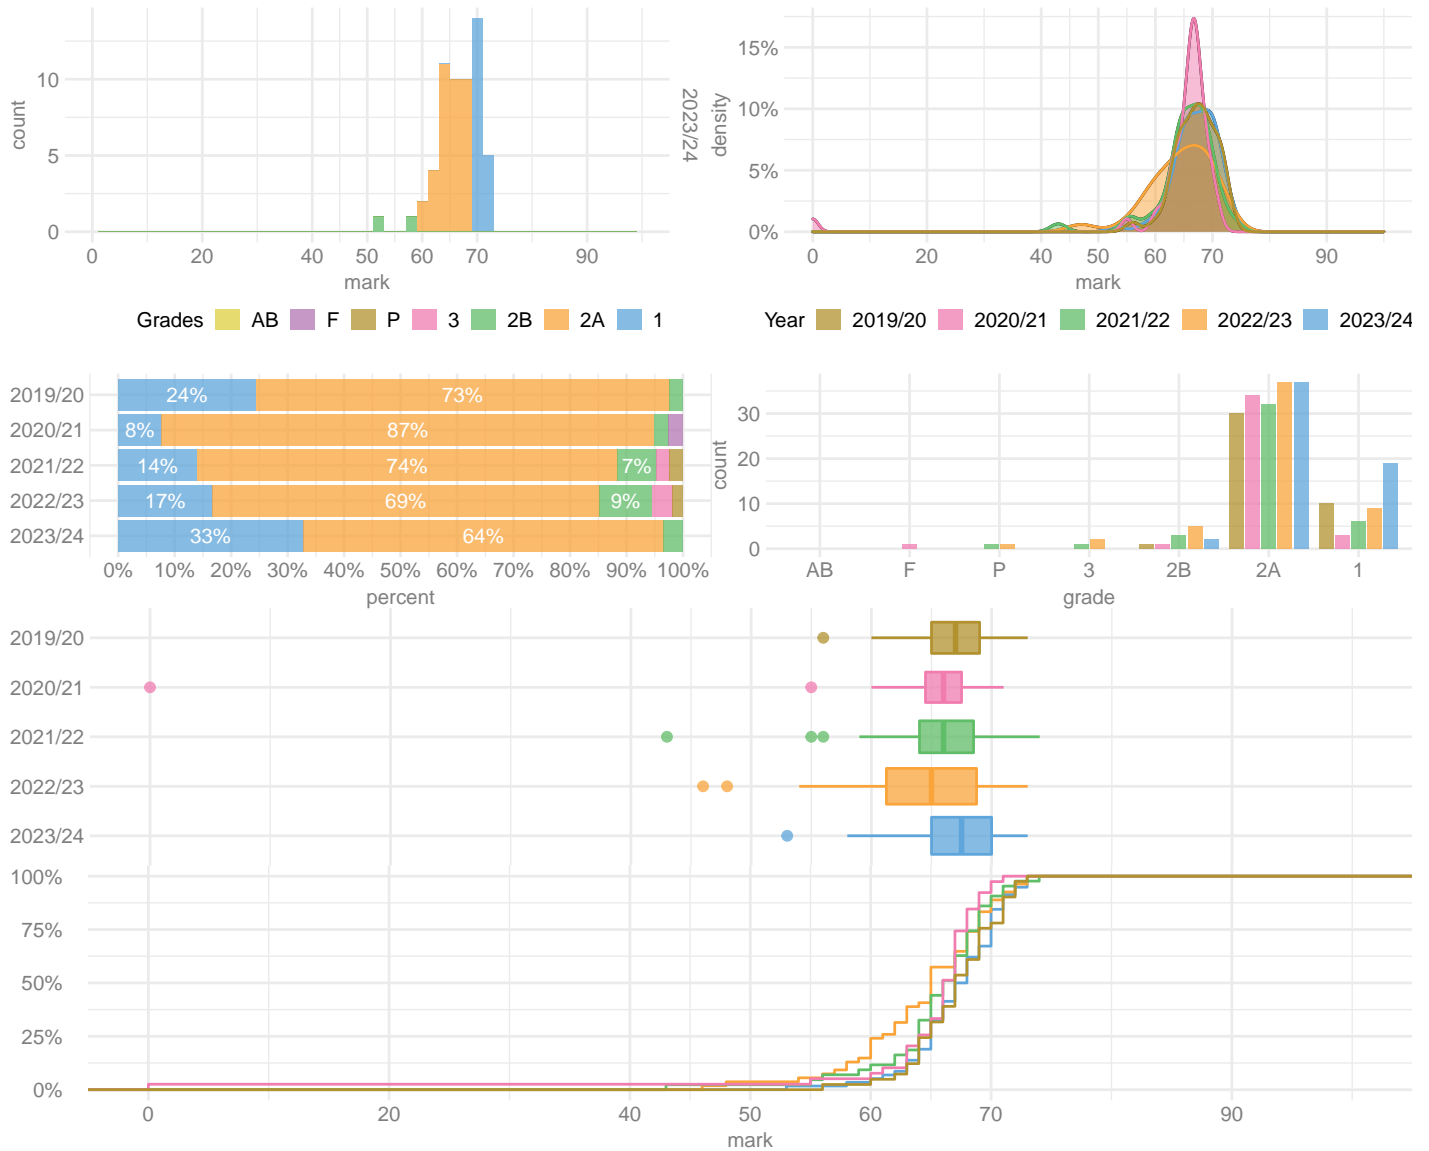 10
5
0
count
0 20 40 50 60 70 90
mark
2023/24
15%
10%
5%
0%
density
0 20 40 50 60 70 90
mark
Grades AB F P 3 2B 2A 1
Year 2019/20 2020/21 2021/22 2022/23 2023/24
2019/20 24% 73%
2020/21 8% 87%
2021/22 14% 74% 7%
2022/23 17% 69% 9%
2023/24 33% 64%
0% 10% 20% 30% 40% 50% 60% 70% 80% 90% 100%
percent
30
20
10
0
count
AB F P 3 2B 2A 1
grade
2019/20
2020/21
2021/22
2022/23
2023/24
100%
75%
50%
25%
0%
0 20 40 50 60 70 90
mark